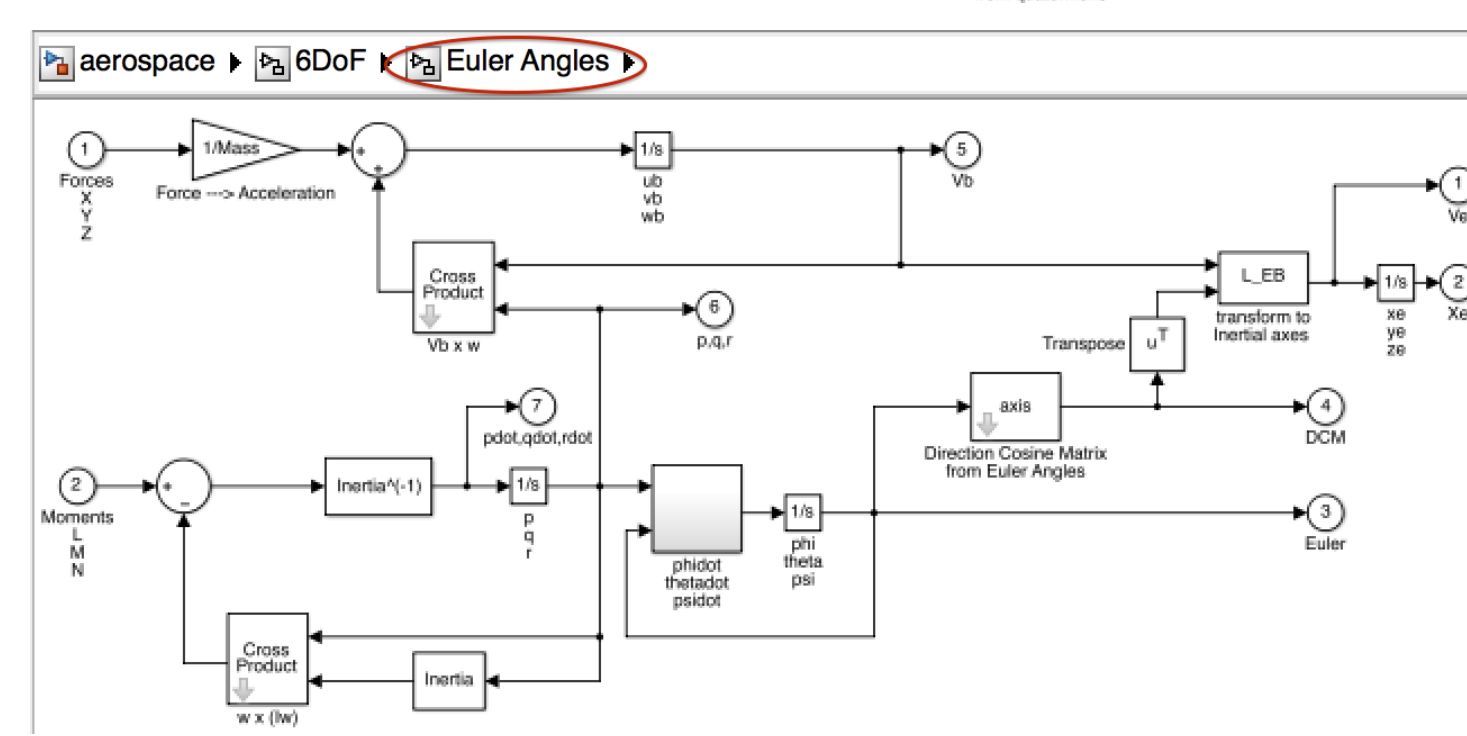 aerospace 6DoF Euler Angles
1
Forces
X
Y
Z
1/Mass
Force ---> Acceleration
+
+
1/s
ub
vb
wb
5
Vb
Cross
Product
Vb x w
6
p,q,r
L_EB
transform to
Inertial axes
1
Ve
1/s
xe
ye
ze
2
Xe
Transpose
u^T
axis
Direction Cosine Matrix
from Euler Angles
4
DCM
7
pdot,qdot,rdot
2
Moments
L
M
N
+
−
Inertia^(-1)
1/s
p
q
r
phidot
thetadot
psidot
1/s
phi
theta
psi
3
Euler
Cross
Product
w x (Iw)
Inertia